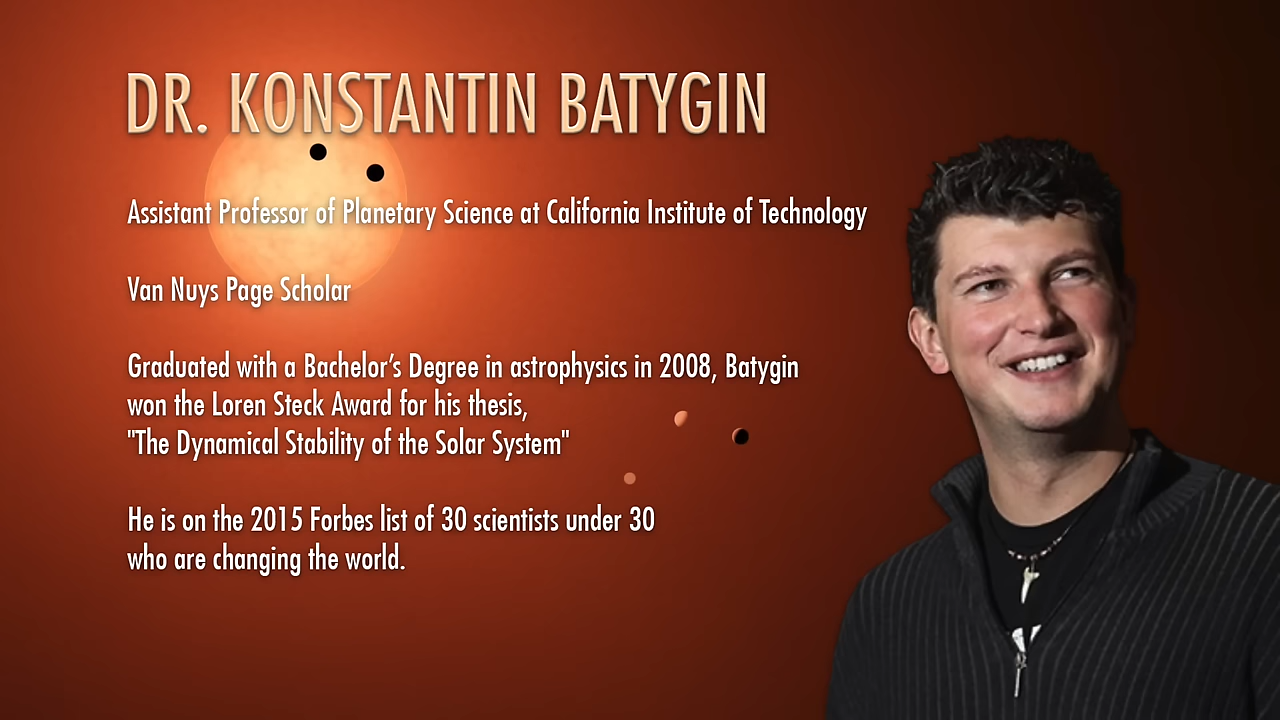 DR. KONSTANTIN BATYGIN
Assistant Professor of Planetary Science at California Institute of Technology
Van Nuys Page Scholar
Graduated with a Bachelor’s Degree in astrophysics in 2008, Batygin
won the Loren Steck Award for his thesis,
"The Dynamical Stability of the Solar System"
He is on the 2015 Forbes list of 30 scientists under 30
who are changing the world.